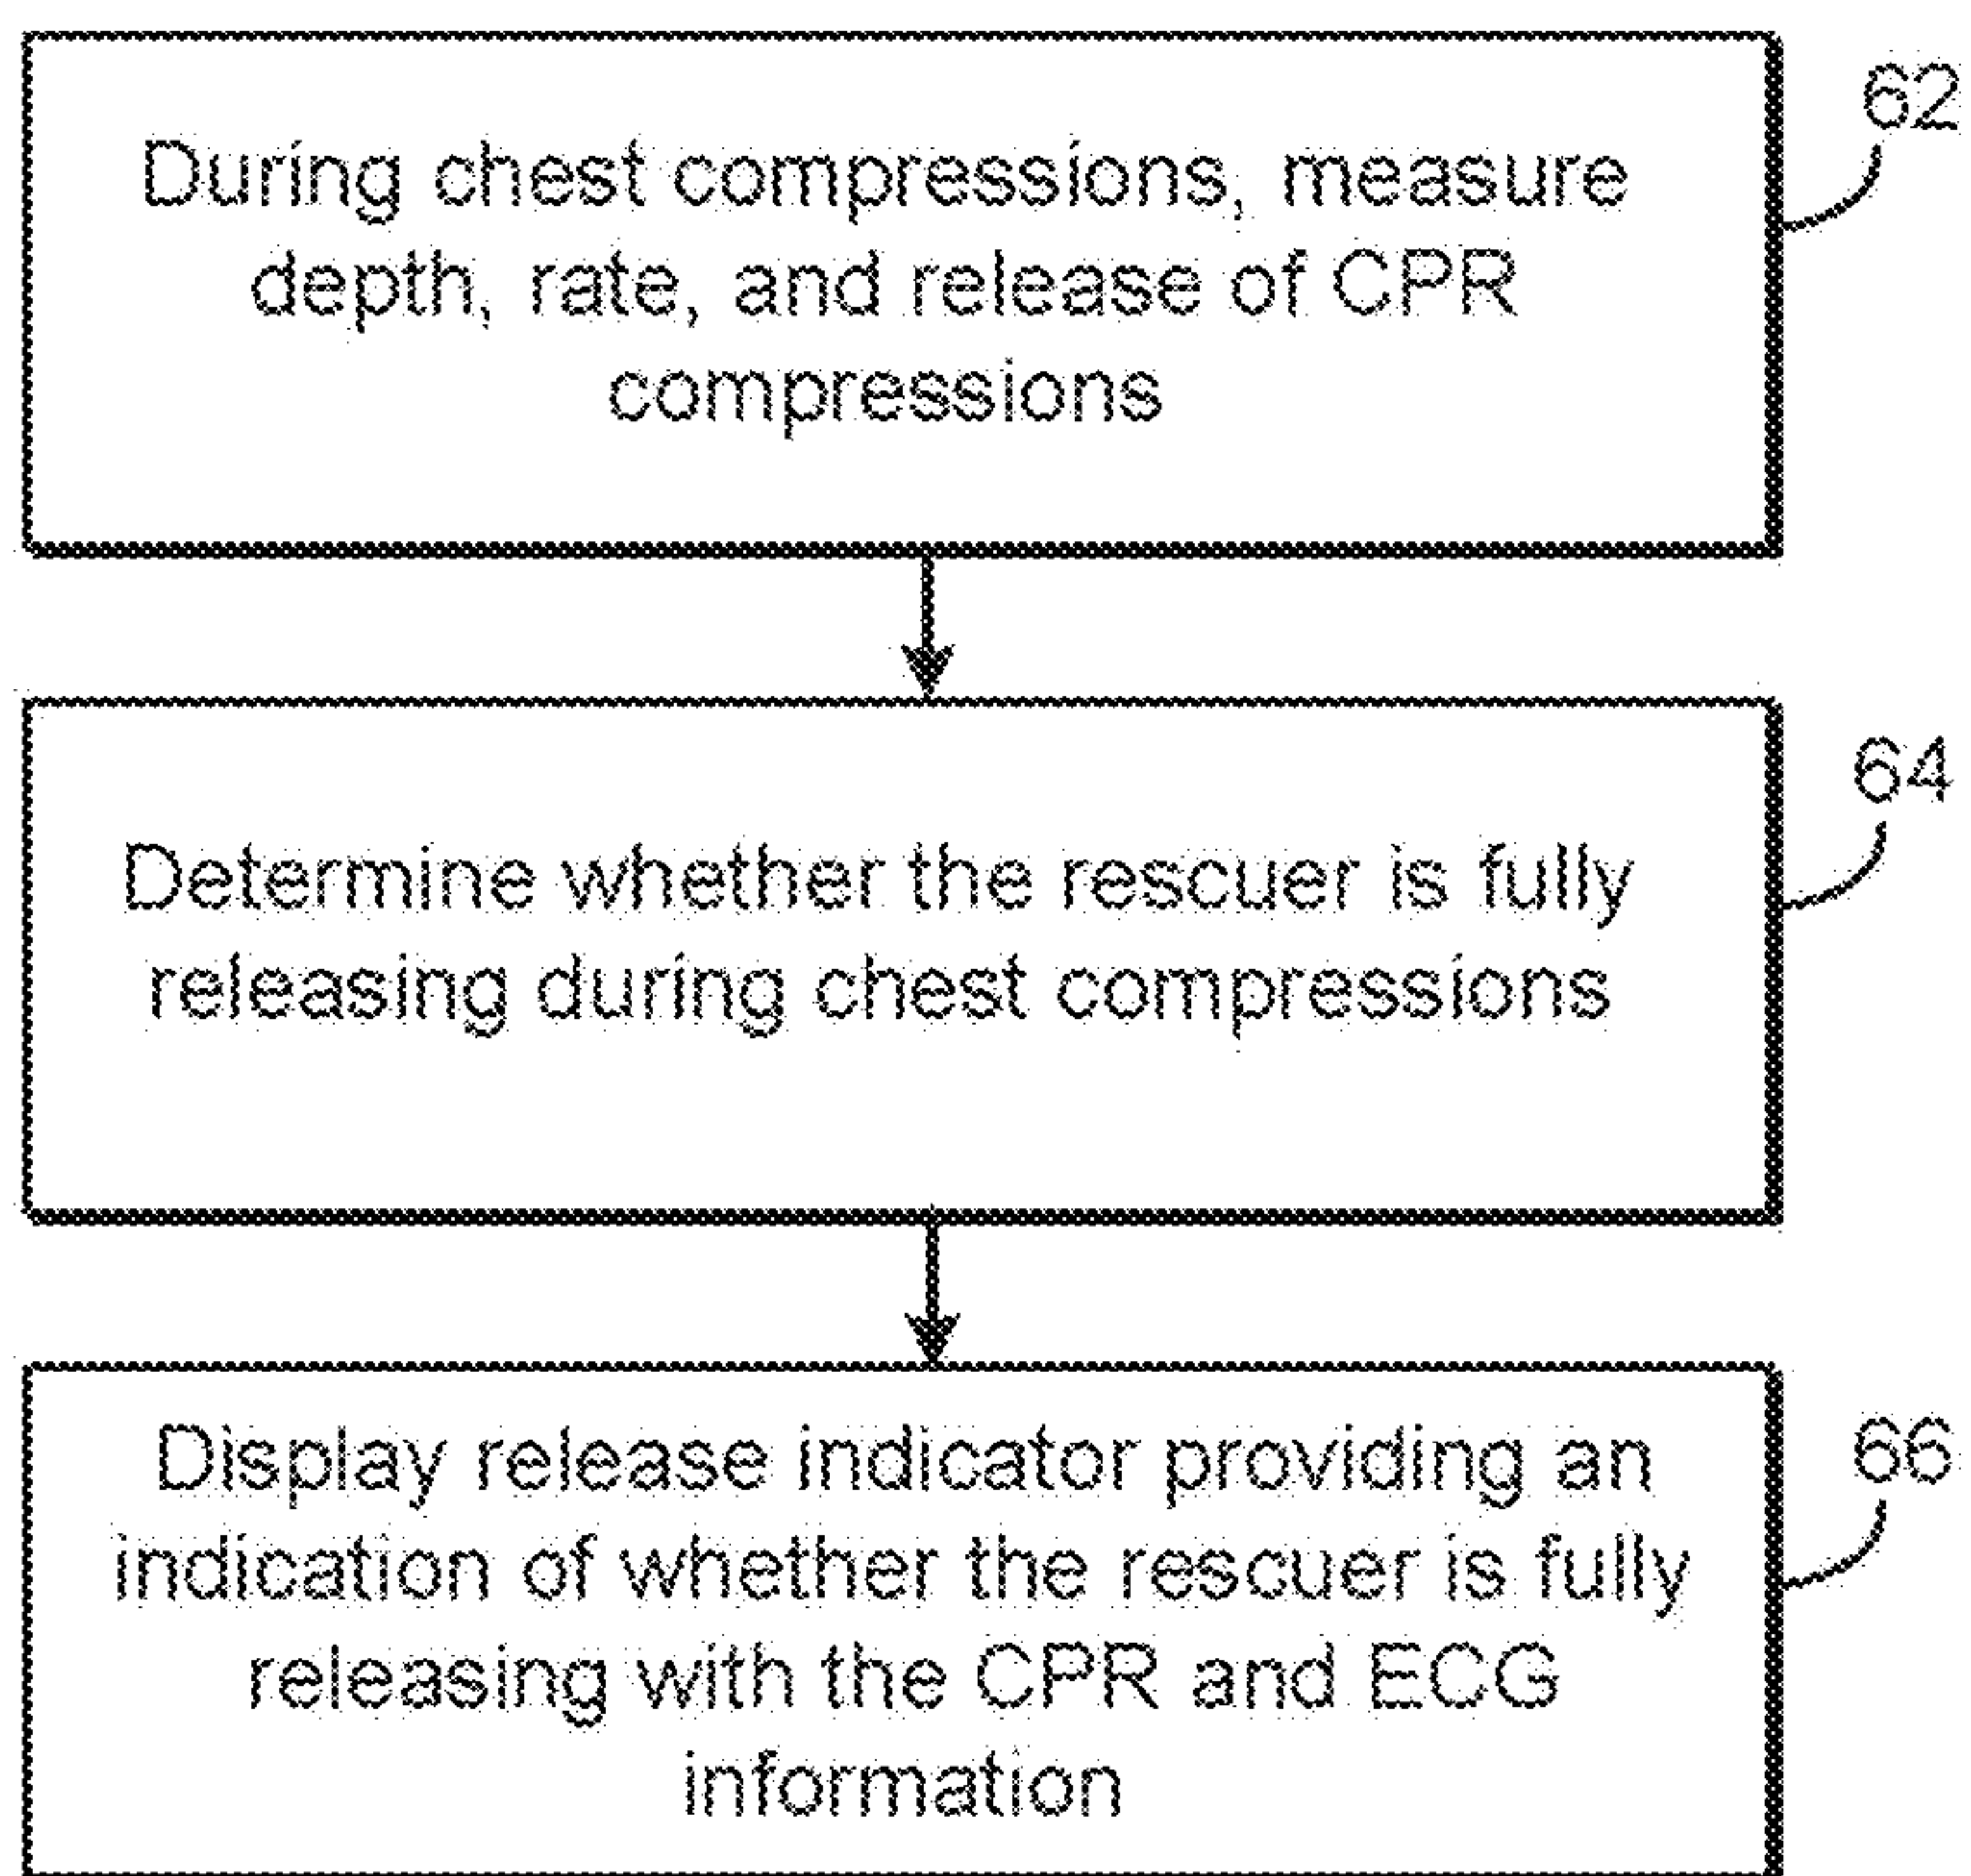 During chest compressions, measure
depth, rate, and release of CPR
compressions
62
Determine whether the rescuer is fully
releasing during chest compressions
64
Display release indicator providing an
indication of whether the rescuer is fully
releasing with the CPR and ECG
information
66